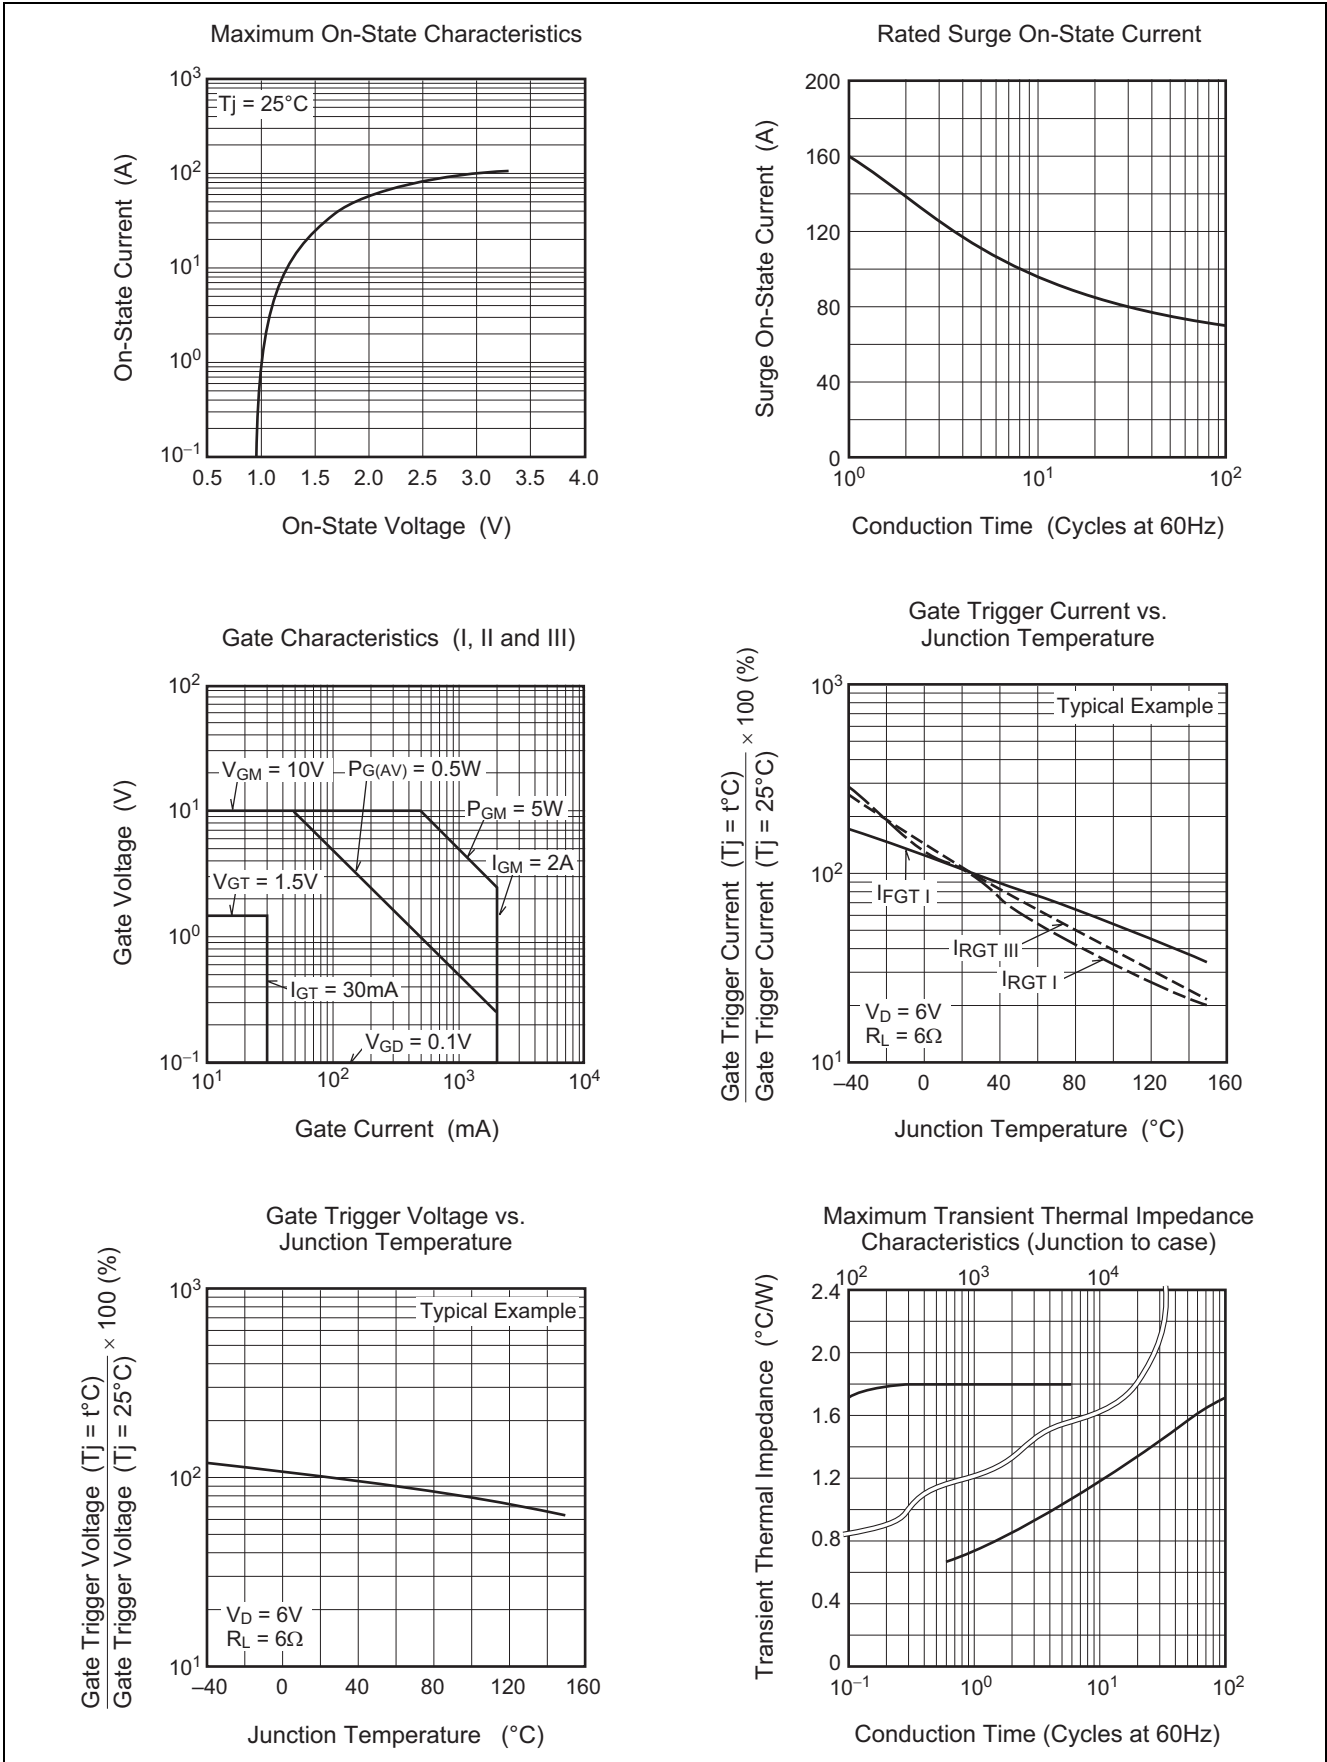 Maximum On-State Characteristics
10³
Tj = 25°C
10²
10¹
10⁰
10⁻¹
0.5 1.0 1.5 2.0 2.5 3.0 3.5 4.0
On-State Current (A)
On-State Voltage (V)
Rated Surge On-State Current
200
160
120
80
40
0
10⁰ 10¹ 10²
Surge On-State Current (A)
Conduction Time (Cycles at 60Hz)
Gate Characteristics (I, II and III)
10²
VGM = 10V PG(AV) = 0.5W
10¹
PGM = 5W
IGM = 2A
VGT = 1.5V
10⁰
IGT = 30mA
VGD = 0.1V
10⁻¹
10¹ 10² 10³ 10⁴
Gate Voltage (V)
Gate Current (mA)
Gate Trigger Current vs.
Junction Temperature
10³
Typical Example
10²
IFGT I
IRGT III
IRGT I
VD = 6V
RL = 6Ω
10¹
–40 0 40 80 120 160
Gate Trigger Current (Tj = t°C)
Gate Trigger Current (Tj = 25°C)
× 100 (%)
Junction Temperature (°C)
Gate Trigger Voltage vs.
Junction Temperature
10³
Typical Example
10²
VD = 6V
RL = 6Ω
10¹
–40 0 40 80 120 160
Gate Trigger Voltage (Tj = t°C)
Gate Trigger Voltage (Tj = 25°C)
× 100 (%)
Junction Temperature (°C)
Maximum Transient Thermal Impedance
Characteristics (Junction to case)
10² 10³ 10⁴
2.4
2.0
1.6
1.2
0.8
0.4
0
10⁻¹ 10⁰ 10¹ 10²
Transient Thermal Impedance (°C/W)
Conduction Time (Cycles at 60Hz)